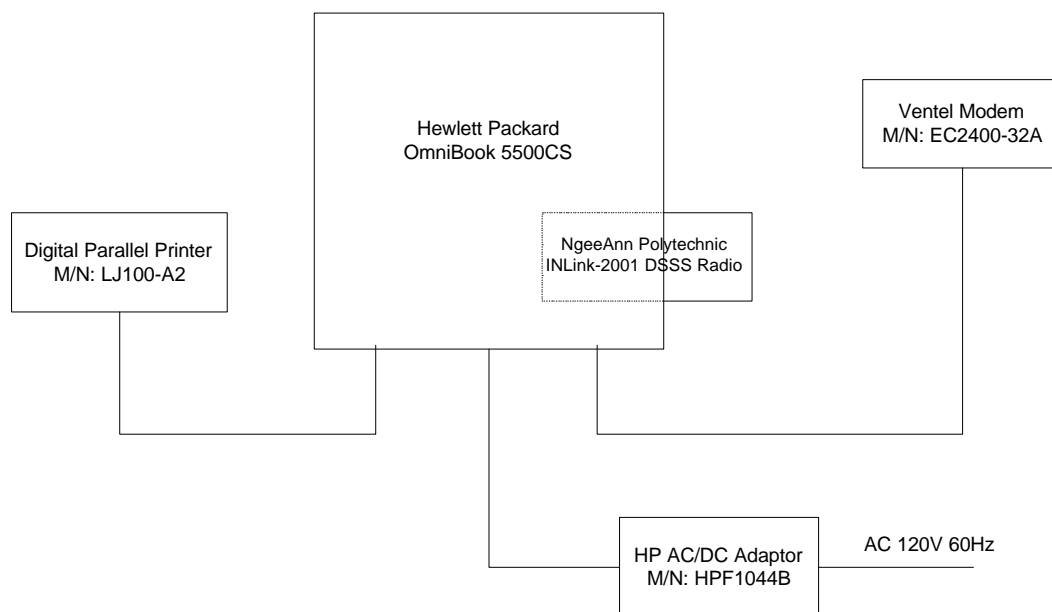 Hewlett Packard
OmniBook 5500CS
Ventel Modem
M/N: EC2400-32A
Digital Parallel Printer
M/N: LJ100-A2
NgeeAnn Polytechnic
INLink-2001 DSSS Radio
HP AC/DC Adaptor
M/N: HPF1044B
AC 120V 60Hz